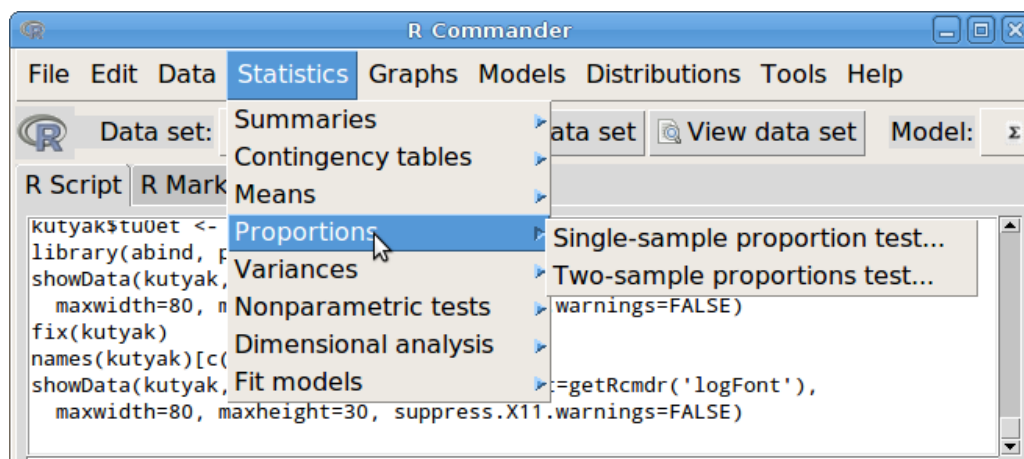 R Commander
File Edit Data Statistics Graphs Models Distributions Tools Help
R Data set: ata set View data set Model: Σ
Summaries
Contingency tables
Means
Proportions
Variances
Nonparametric tests
Dimensional analysis
Fit models
Single-sample proportion test...
Two-sample proportions test...
R Script R Mark
kutyak$tuOet <-
library(abind, p
showData(kutyak,
maxwidth=80, m warnings=FALSE)
fix(kutyak)
names(kutyak)[c(
showData(kutyak, t=getRcmdr('logFont'),
maxwidth=80, maxheight=30, suppress.X11.warnings=FALSE)